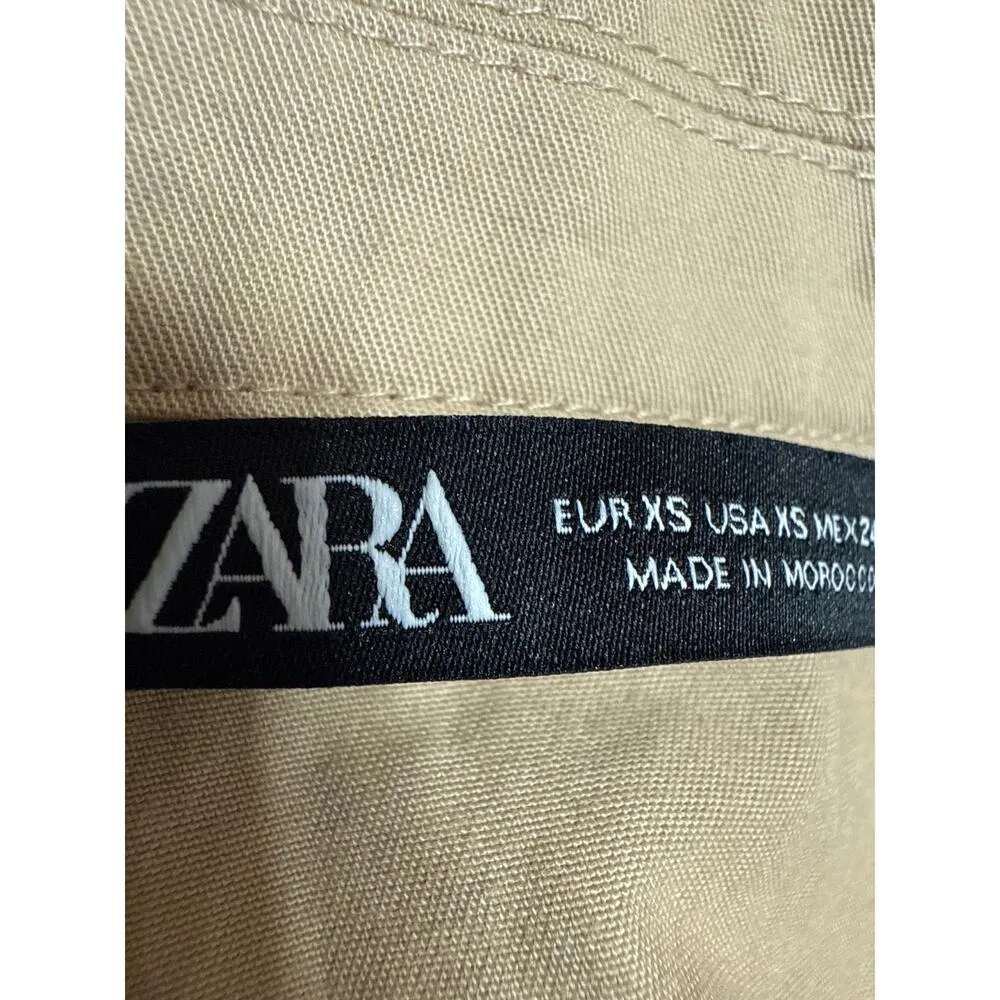 ZARA
EUR XS USA XS MEX 24
MADE IN MOROCCO